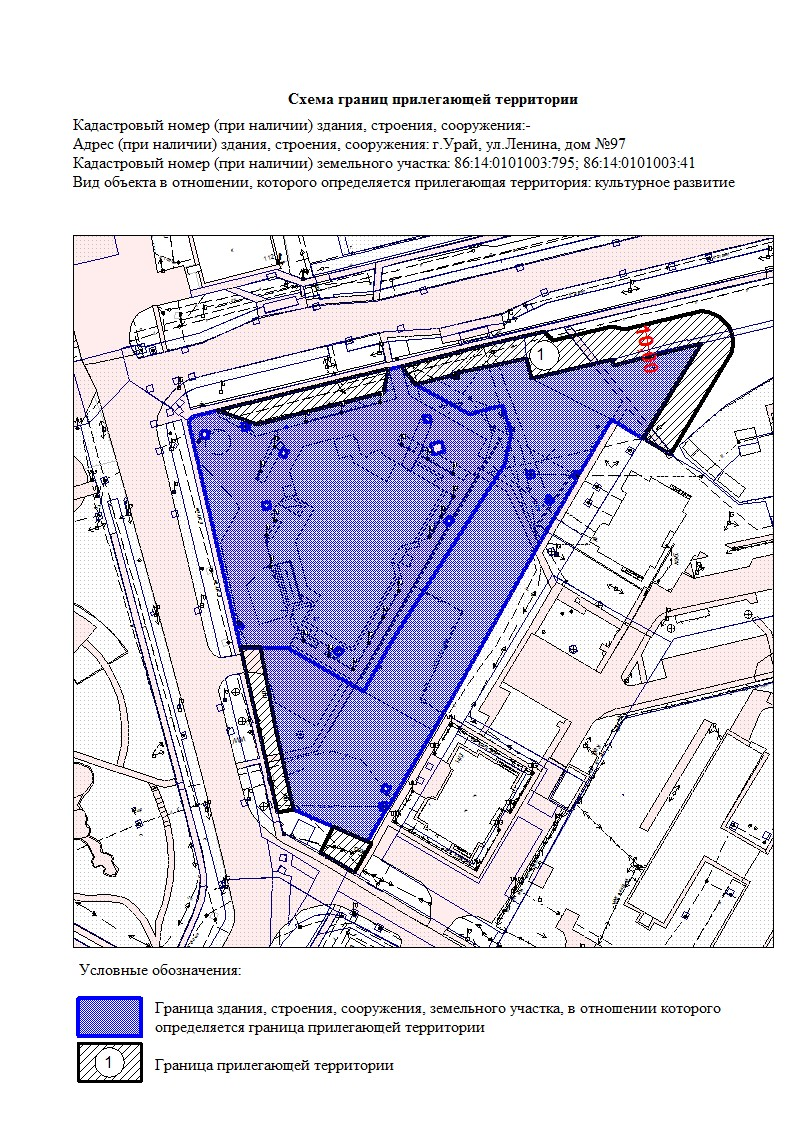 Схема границ прилегающей территории
Кадастровый номер (при наличии) здания, строения, сооружения:-
Адрес (при наличии) здания, строения, сооружения: г.Урай, ул.Ленина, дом №97
Кадастровый номер (при наличии) земельного участка: 86:14:0101003:795; 86:14:0101003:41
Вид объекта в отношении, которого определяется прилегающая территория: культурное развитие
1
10.00
Условные обозначения:
Граница здания, строения, сооружения, земельного участка, в отношении которого
определяется граница прилегающей территории
1
Граница прилегающей территории